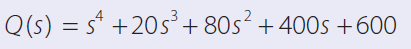 Q(s) = s⁴ + 20s³ + 80s² + 400s + 600